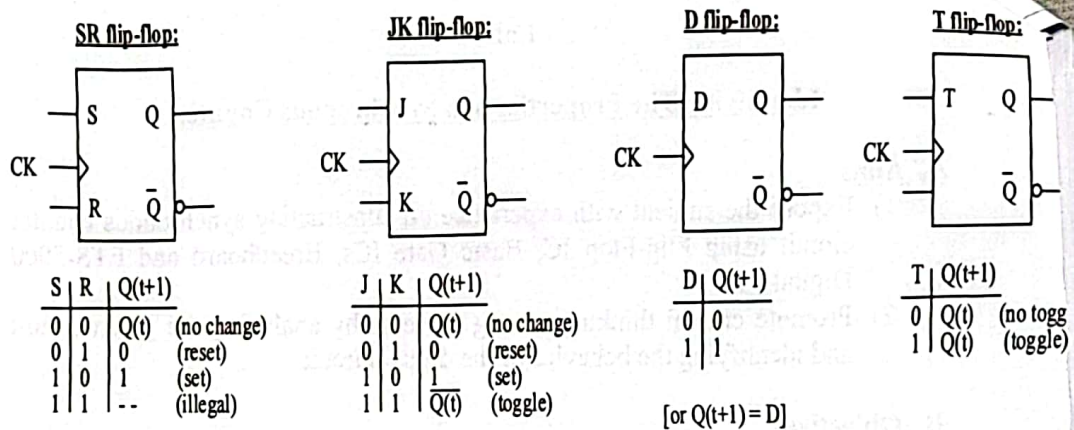 SR flip-flop:
JK flip-flop:
D flip-flop:
T flip-flop:
S Q
CK
R Q̅
J Q
CK
K Q̅
D Q
CK
Q̅
T Q
CK
Q̅
S R Q(t+1)
0 0 Q(t) (no change)
0 1 0 (reset)
1 0 1 (set)
1 1 -- (illegal)
J K Q(t+1)
0 0 Q(t) (no change)
0 1 0 (reset)
1 0 1 (set)
1 1 Q̅(̅t̅)̅ (toggle)
D Q(t+1)
0 0
1 1
[or Q(t+1) = D]
T Q(t+1)
0 Q(t) (no togg
1 Q(t) (toggle)